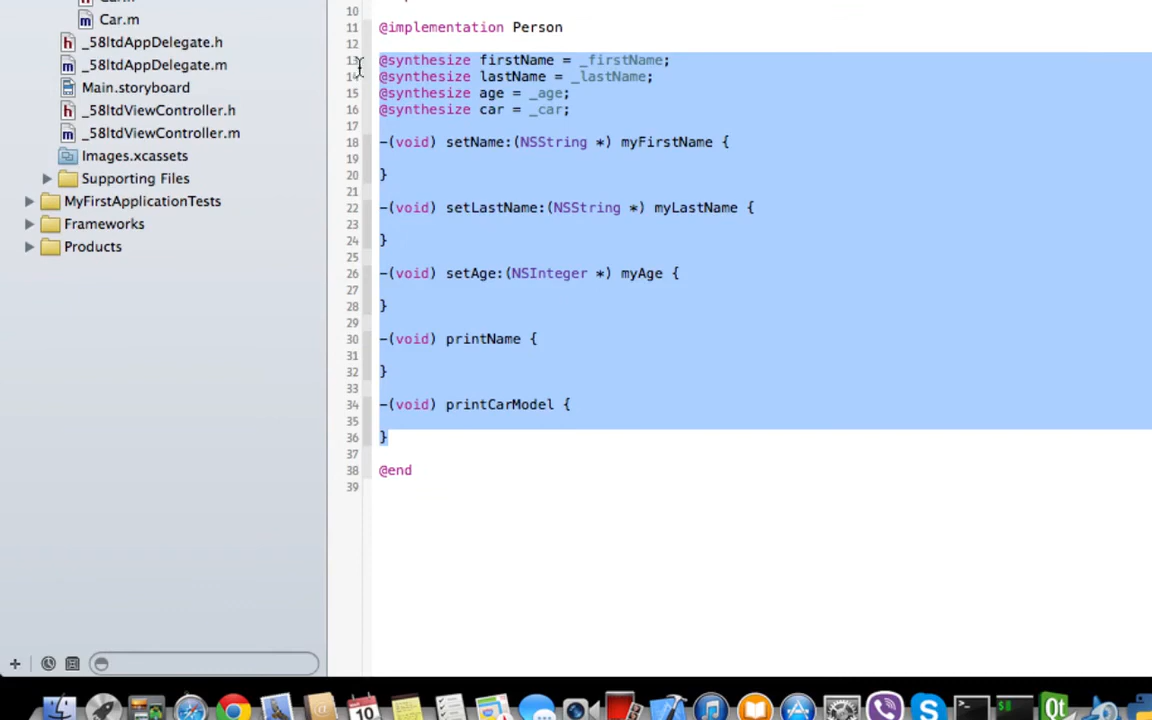 Car.m
_58ltdAppDelegate.h
_58ltdAppDelegate.m
Main.storyboard
_58ltdViewController.h
_58ltdViewController.m
Images.xcassets
Supporting Files
MyFirstApplicationTests
Frameworks
Products
10
11 @implementation Person
12
13 @synthesize firstName = _firstName;
14 @synthesize lastName = _lastName;
15 @synthesize age = _age;
16 @synthesize car = _car;
17
18 -(void) setName:(NSString *) myFirstName {
19
20 }
21
22 -(void) setLastName:(NSString *) myLastName {
23
24 }
25
26 -(void) setAge:(NSInteger *) myAge {
27
28 }
29
30 -(void) printName {
31
32 }
33
34 -(void) printCarModel {
35
36 }
37
38 @end
39
10